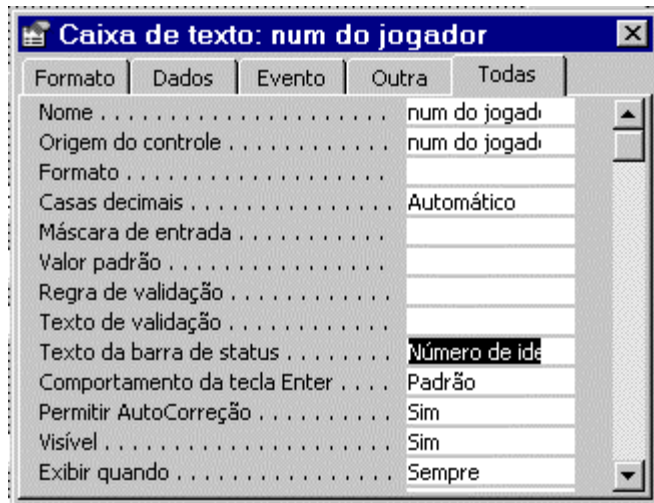 Caixa de texto: num do jogador
Formato Dados Evento Outra Todas
Nome . . . . . . . . . . . . . . . . . . . . . . num do jogad
Origem do controle . . . . . . . . . . . . num do jogad
Formato . . . . . . . . . . . . . . . . . . . .
Casas decimais . . . . . . . . . . . . . . . Automático
Máscara de entrada . . . . . . . . . . . .
Valor padrão . . . . . . . . . . . . . . . . .
Regra de validação . . . . . . . . . . . . .
Texto de validação . . . . . . . . . . . . .
Texto da barra de status . . . . . . . . Número de ide
Comportamento da tecla Enter . . . . Padrão
Permitir AutoCorreção . . . . . . . . . . Sim
Visível . . . . . . . . . . . . . . . . . . . . . Sim
Exibir quando . . . . . . . . . . . . . . . . Sempre